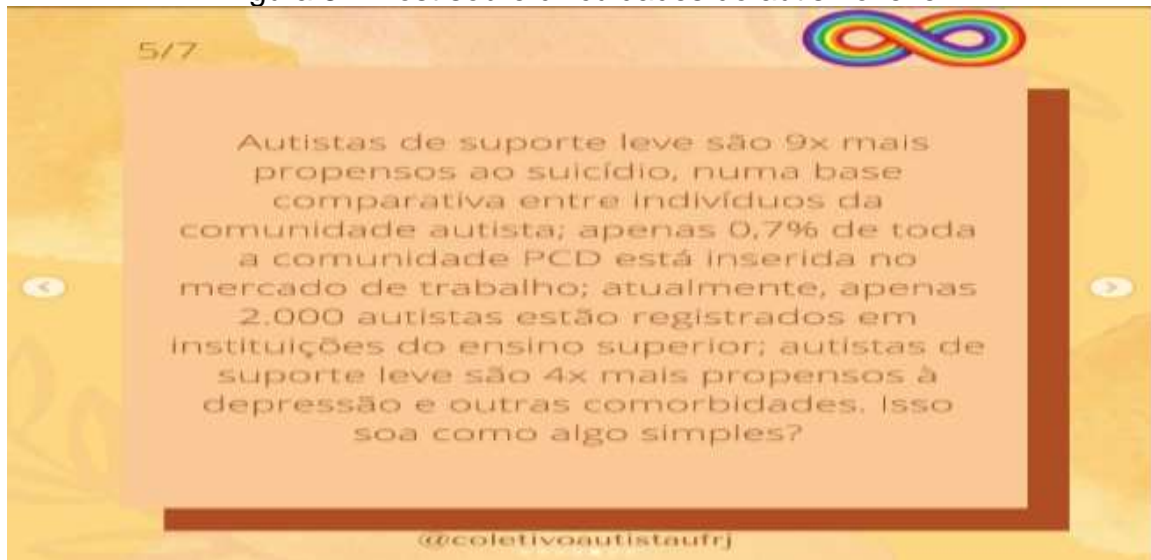 5/7
Autistas de suporte leve são 9x mais
propensos ao suicídio, numa base
comparativa entre indivíduos da
comunidade autista; apenas 0,7% de toda
a comunidade PCD está inserida no
mercado de trabalho; atualmente, apenas
2.000 autistas estão registrados em
instituições do ensino superior; autistas de
suporte leve são 4x mais propensos à
depressão e outras comorbidades. Isso
soa como algo simples?
@coletivoautistaufrj